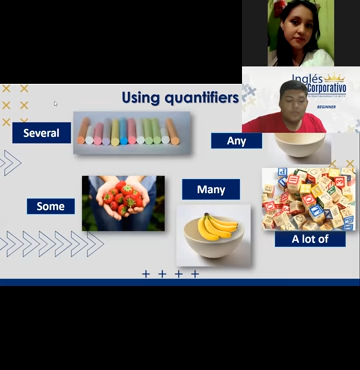 Inglés
Corporativo
BEGINNER
Using quantifiers
Several
Any
Some
Many
A lot of